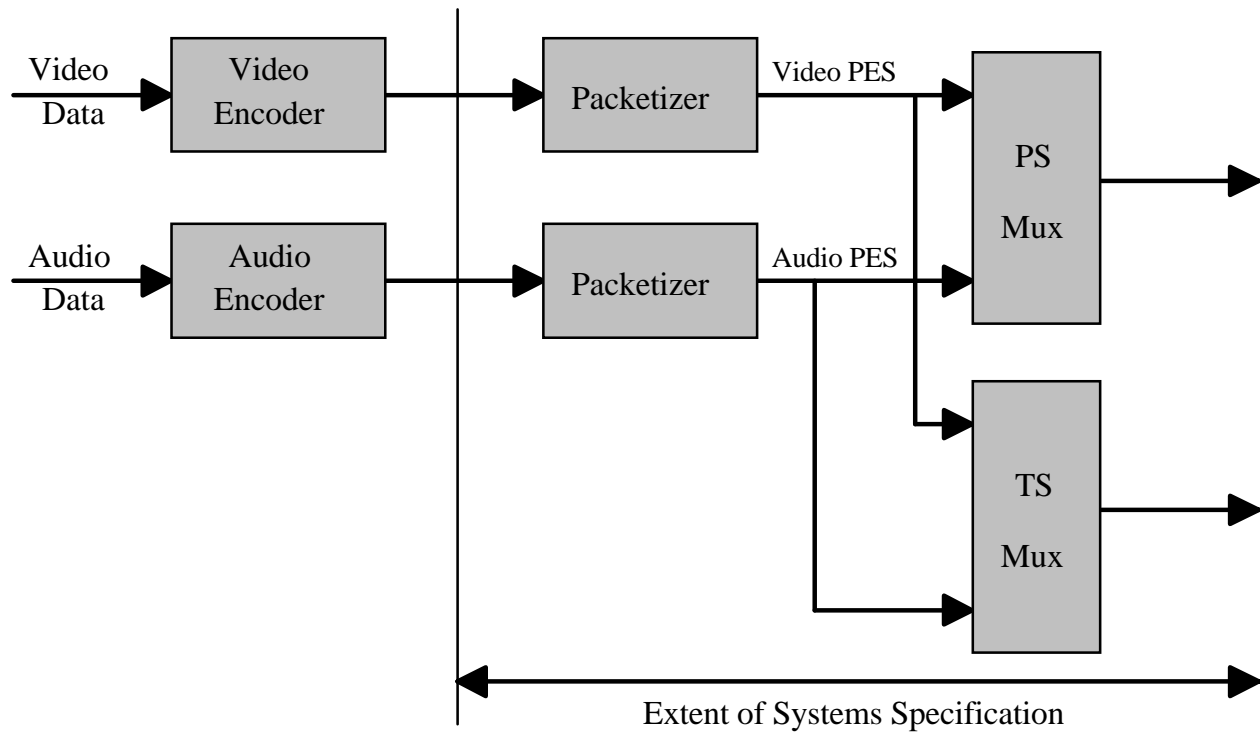 Video
Data
Video
Encoder
Packetizer
Video PES
PS
Mux
Audio
Data
Audio
Encoder
Packetizer
Audio PES
TS
Mux
Extent of Systems Specification